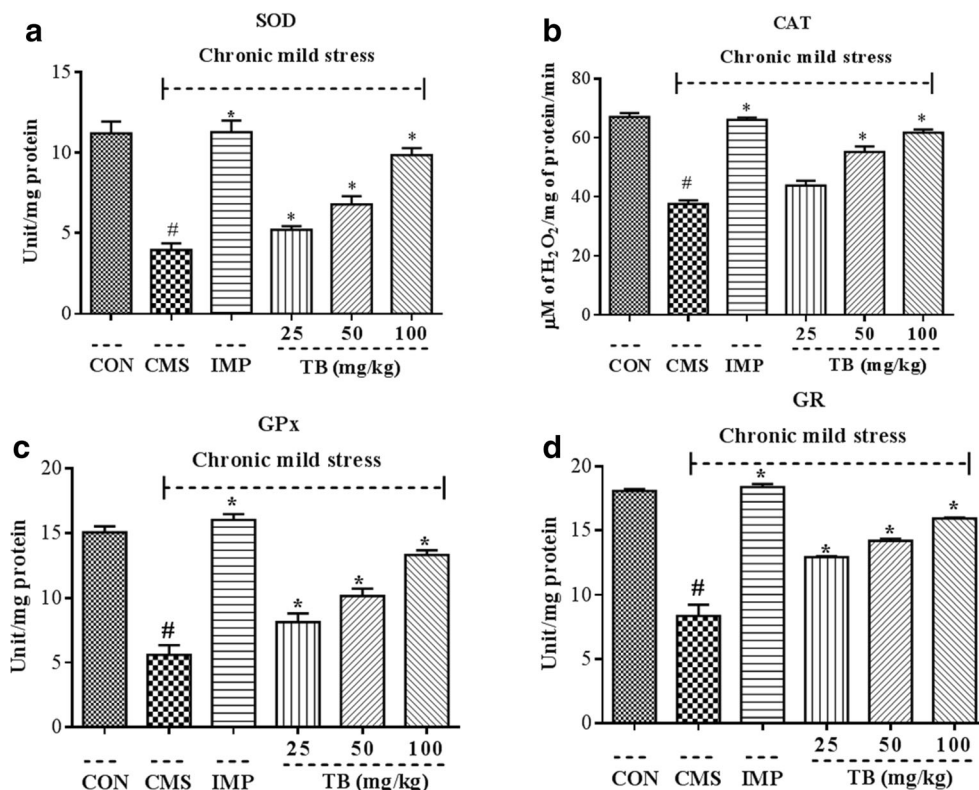 a
SOD
Chronic mild stress
Unit/mg protein
15
10
5
0
#
*
*
*
*
25 50 100
CON CMS IMP TB (mg/kg)
b
CAT
Chronic mild stress
µM of H₂O₂/mg of protein/min
80
60
40
20
0
#
*
*
*
25 50 100
CON CMS IMP TB (mg/kg)
c
GPx
Chronic mild stress
Unit/mg protein
20
15
10
5
0
#
*
*
*
*
25 50 100
CON CMS IMP TB (mg/kg)
d
GR
Chronic mild stress
Unit/mg protein
20
15
10
5
0
#
*
*
*
*
25 50 100
CON CMS IMP TB (mg/kg)